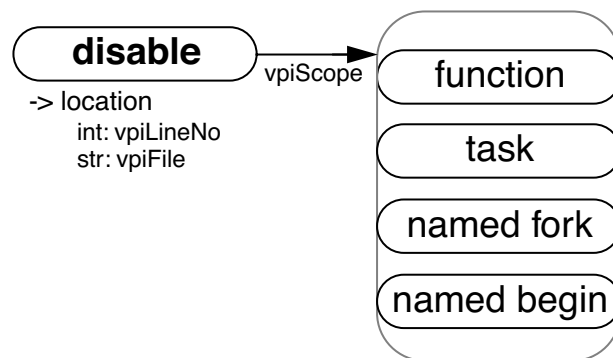 disable
vpiScope
-> location
int: vpiLineNo
str: vpiFile
function
task
named fork
named begin